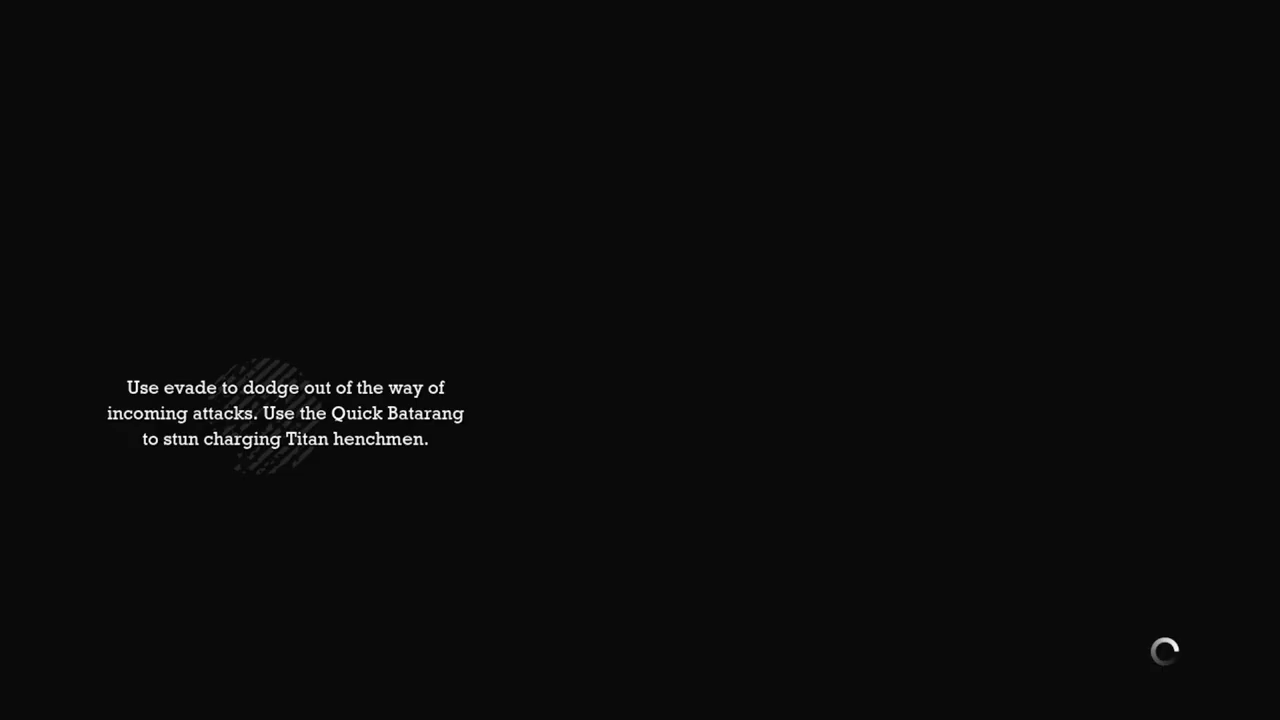 Use evade to dodge out of the way of
incoming attacks. Use the Quick Batarang
to stun charging Titan henchmen.